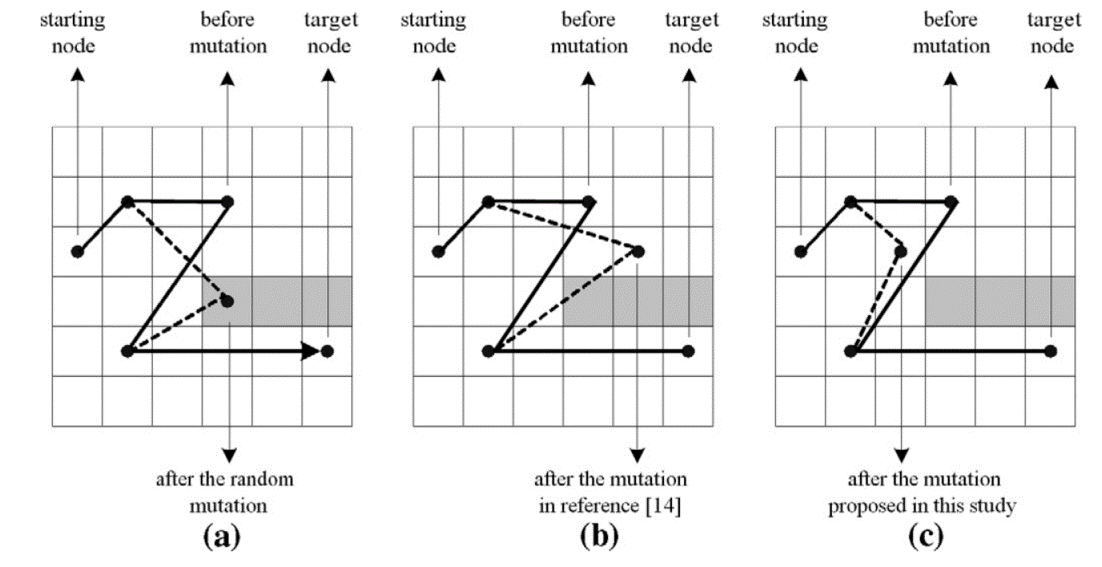 starting
node
before
mutation
target
node
after the random
mutation
(a)
starting
node
before
mutation
target
node
after the mutation
in reference [14]
(b)
starting
node
before
mutation
target
node
after the mutation
proposed in this study
(c)